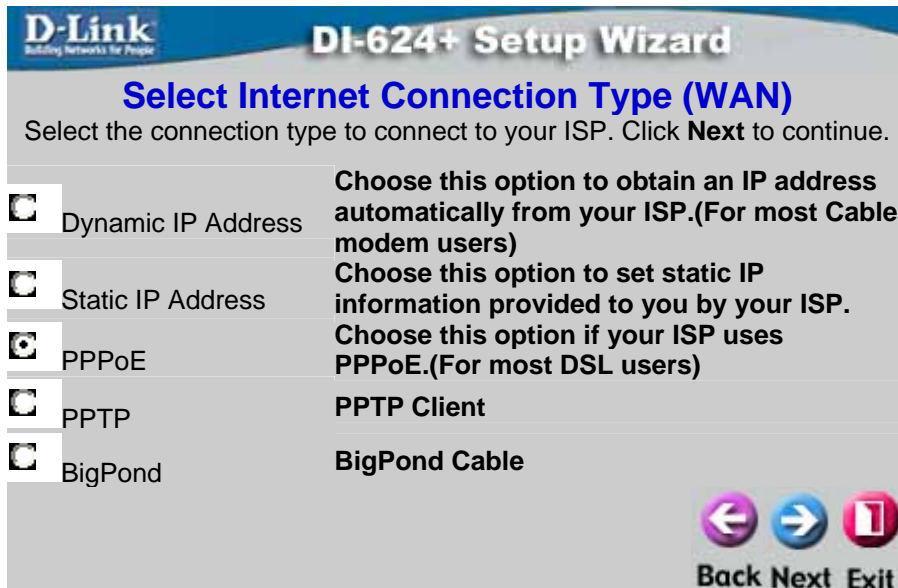 D-Link
Building Networks for People
DI-624+ Setup Wizard
Select Internet Connection Type (WAN)
Select the connection type to connect to your ISP. Click Next to continue.
Dynamic IP Address
Choose this option to obtain an IP address
automatically from your ISP.(For most Cable
modem users)
Static IP Address
Choose this option to set static IP
information provided to you by your ISP.
PPPoE
Choose this option if your ISP uses
PPPoE.(For most DSL users)
PPTP
PPTP Client
BigPond
BigPond Cable
Back Next Exit